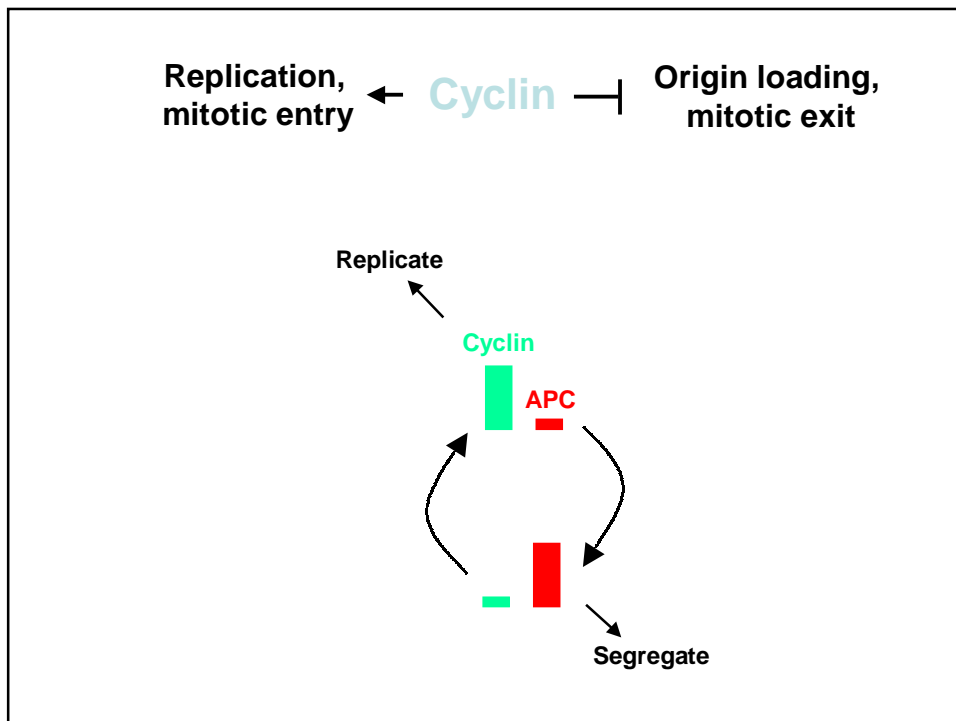 Replication,
mitotic entry
Cyclin
Origin loading,
mitotic exit
Replicate
Cyclin
APC
Segregate